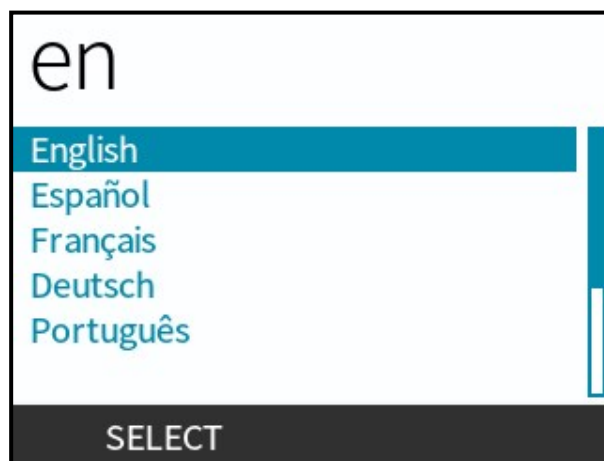 en
English
Español
Français
Deutsch
Português
SELECT